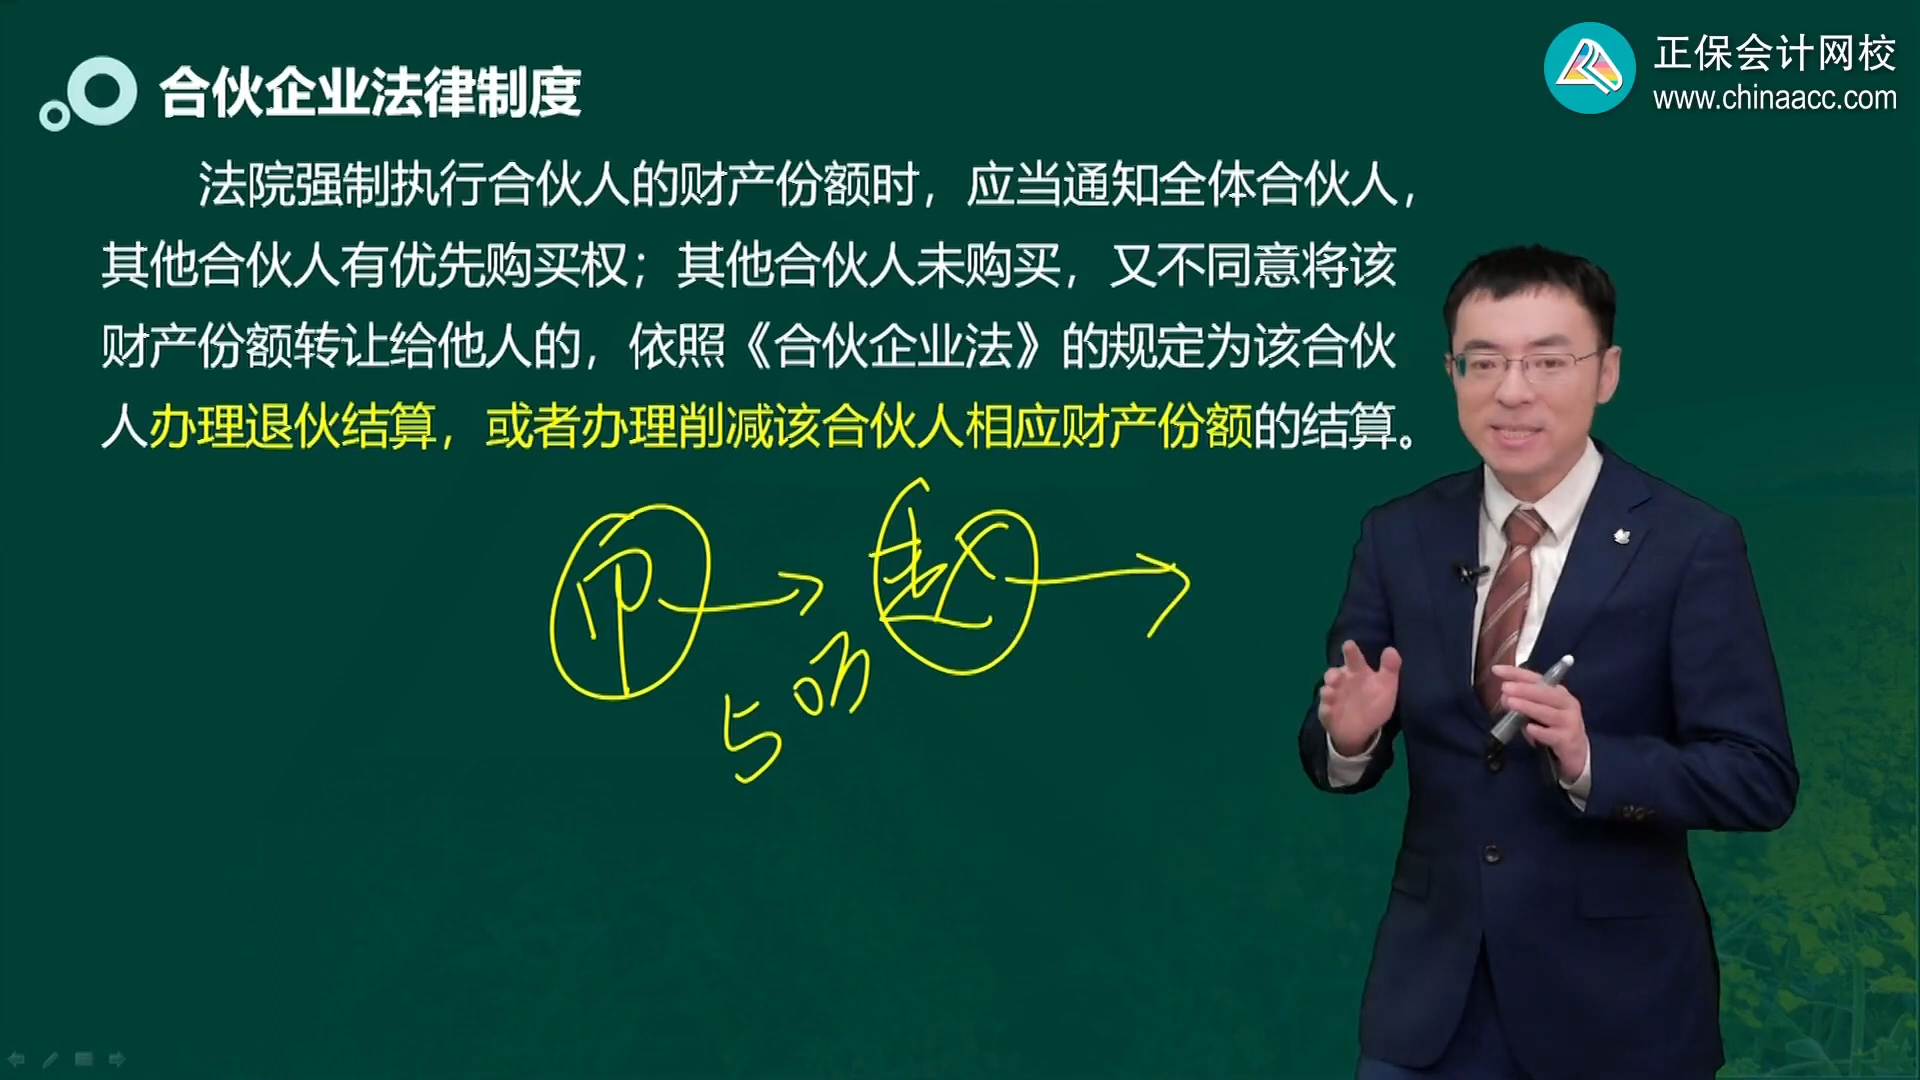 合伙企业法律制度
正保会计网校
www.chinaacc.com
法院强制执行合伙人的财产份额时，应当通知全体合伙人，
其他合伙人有优先购买权；其他合伙人未购买，又不同意将该
财产份额转让给他人的，依照《合伙企业法》的规定为该合伙
人办理退伙结算，或者办理削减该合伙人相应财产份额的结算。
50万